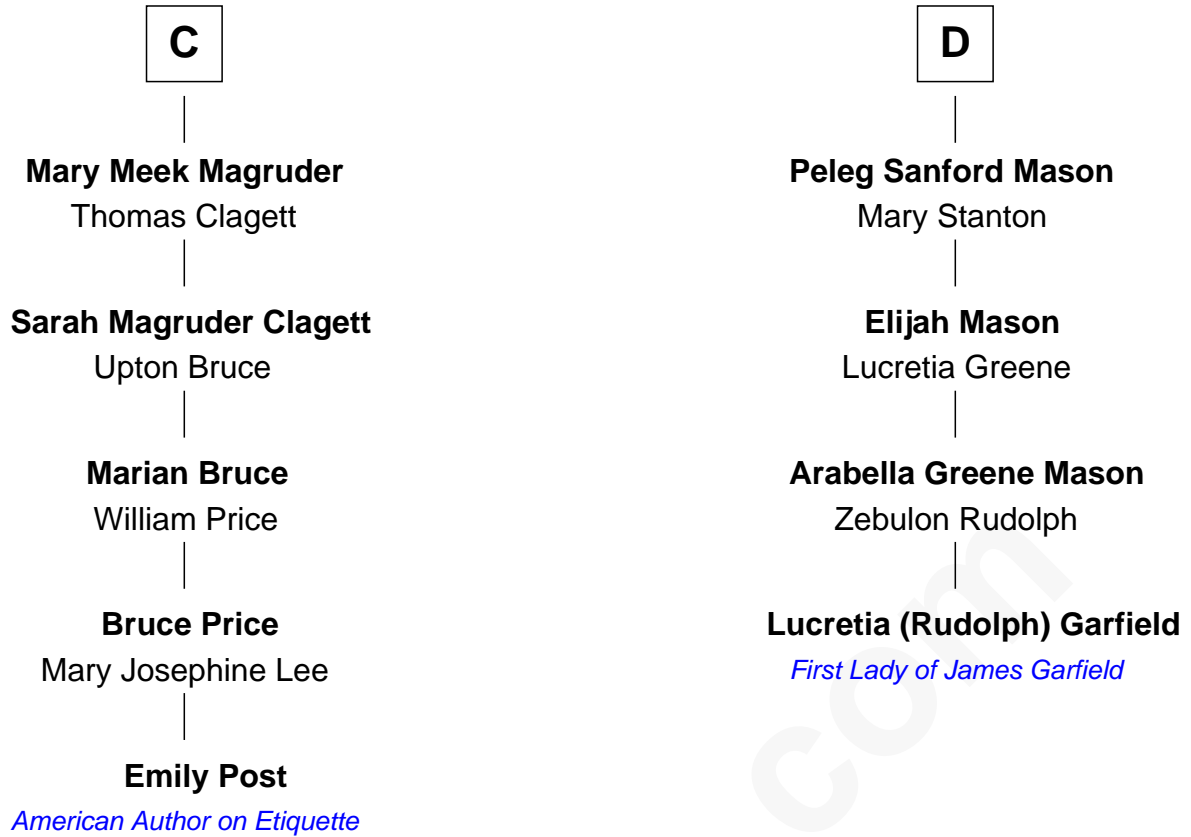 C
Mary Meek Magruder
Thomas Clagett
Sarah Magruder Clagett
Upton Bruce
Marian Bruce
William Price
Bruce Price
Mary Josephine Lee
Emily Post
American Author on Etiquette
D
Peleg Sanford Mason
Mary Stanton
Elijah Mason
Lucretia Greene
Arabella Greene Mason
Zebulon Rudolph
Lucretia (Rudolph) Garfield
First Lady of James Garfield
com